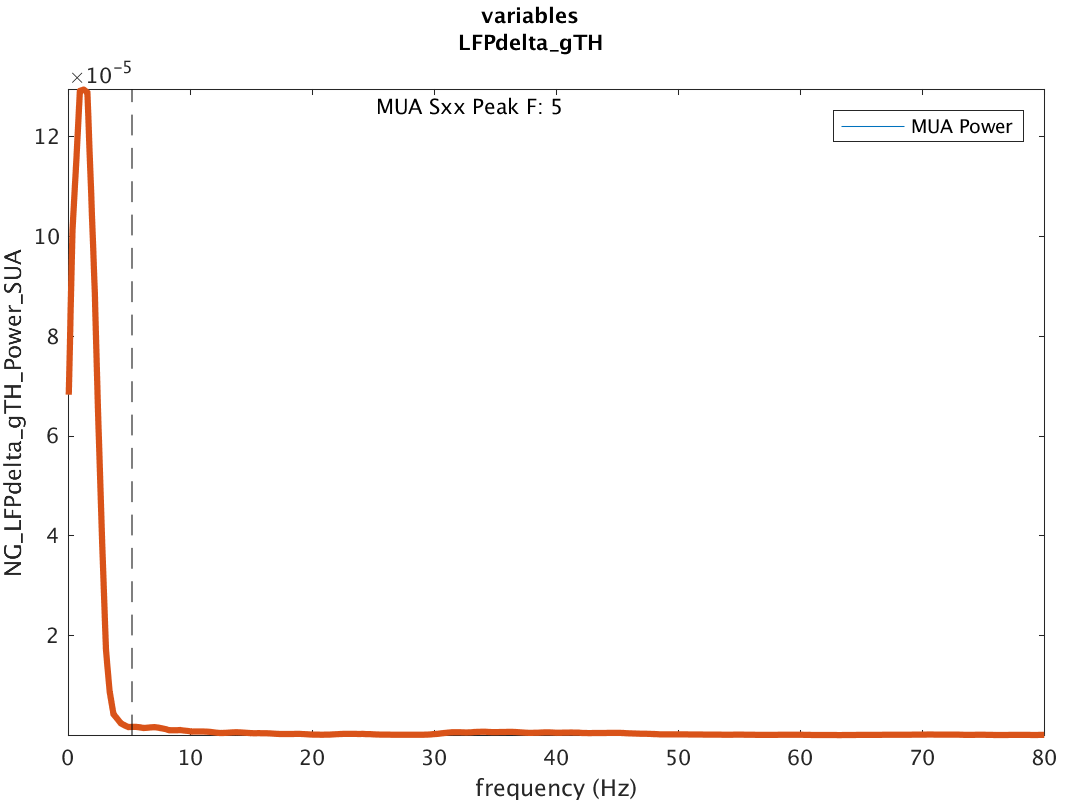 variables
LFPdelta_gTH
×10⁻⁵
MUA Sxx Peak F: 5
MUA Power
12
10
8
6
4
2
NG_LFPdelta_gTH_Power_SUA
0 10 20 30 40 50 60 70 80
frequency (Hz)